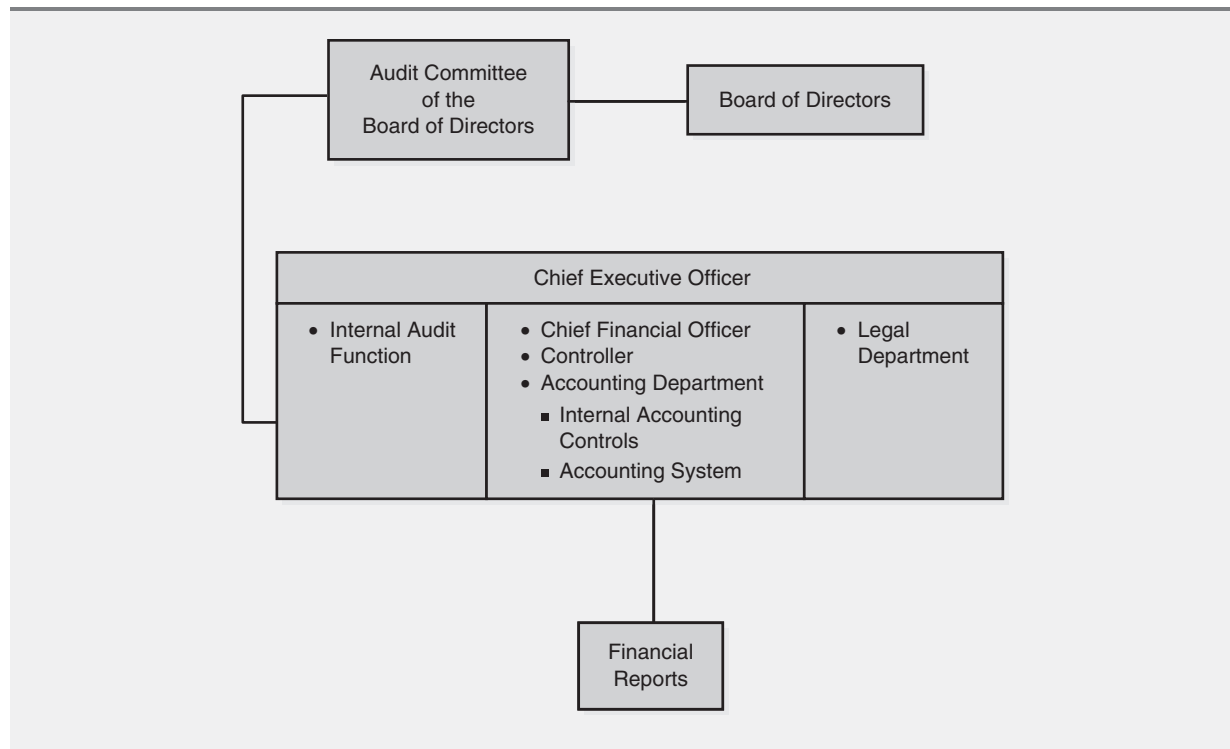 Audit Committee
of the
Board of Directors
Board of Directors
Chief Executive Officer
• Internal Audit
Function
• Chief Financial Officer
• Controller
• Accounting Department
▪ Internal Accounting
Controls
▪ Accounting System
• Legal
Department
Financial
Reports